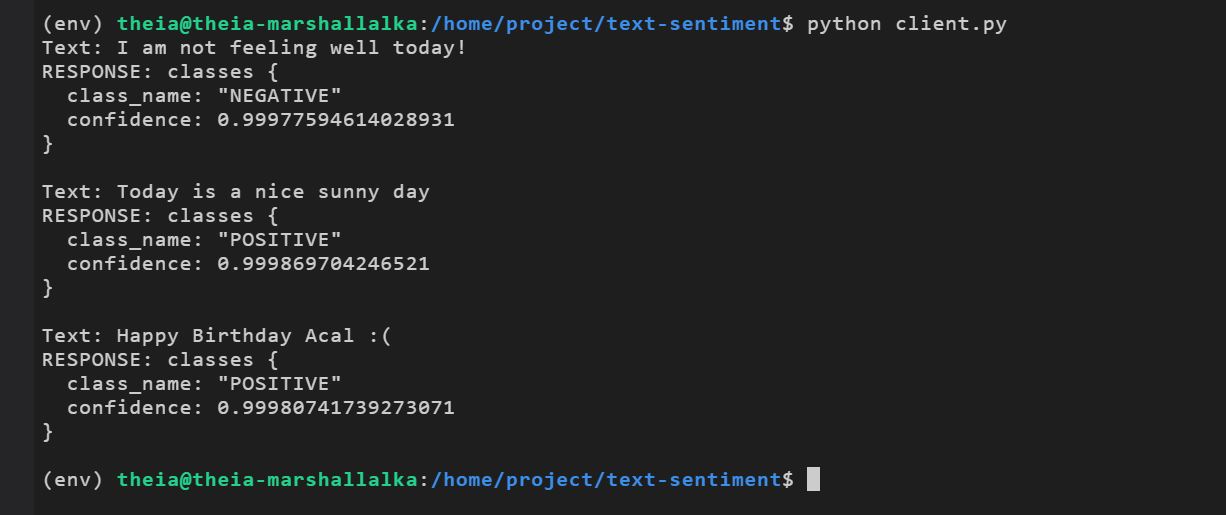 (env) theia@theia-marshallalka:/home/project/text-sentiment$ python client.py
Text: I am not feeling well today!
RESPONSE: classes {
  class_name: "NEGATIVE"
  confidence: 0.99977594614028931
}

Text: Today is a nice sunny day
RESPONSE: classes {
  class_name: "POSITIVE"
  confidence: 0.999869704246521
}

Text: Happy Birthday Acal :(
RESPONSE: classes {
  class_name: "POSITIVE"
  confidence: 0.99980741739273071
}

(env) theia@theia-marshallalka:/home/project/text-sentiment$